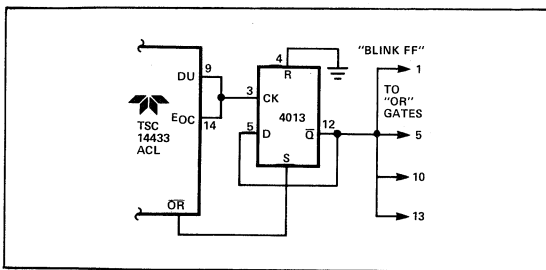 "BLINK FF"
4
R
1
DU
9
3
CK
TO
"OR"
GATES
TSC
14433
ACL
EOC
14
4013
5
D
Q̅
12
5
S
10
O̅R̅
13